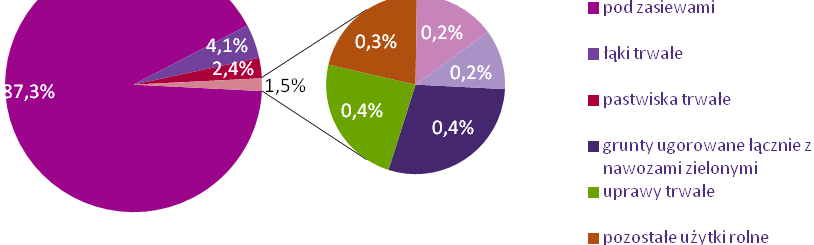 87,3%
4,1%
2,4%
1,5%
0,3%
0,2%
0,2%
0,4%
0,4%
pod zasiewami
łąki trwałe
pastwiska trwałe
grunty ugorowane łącznie z
nawozami zielonymi
uprawy trwałe
pozostałe użytki rolne